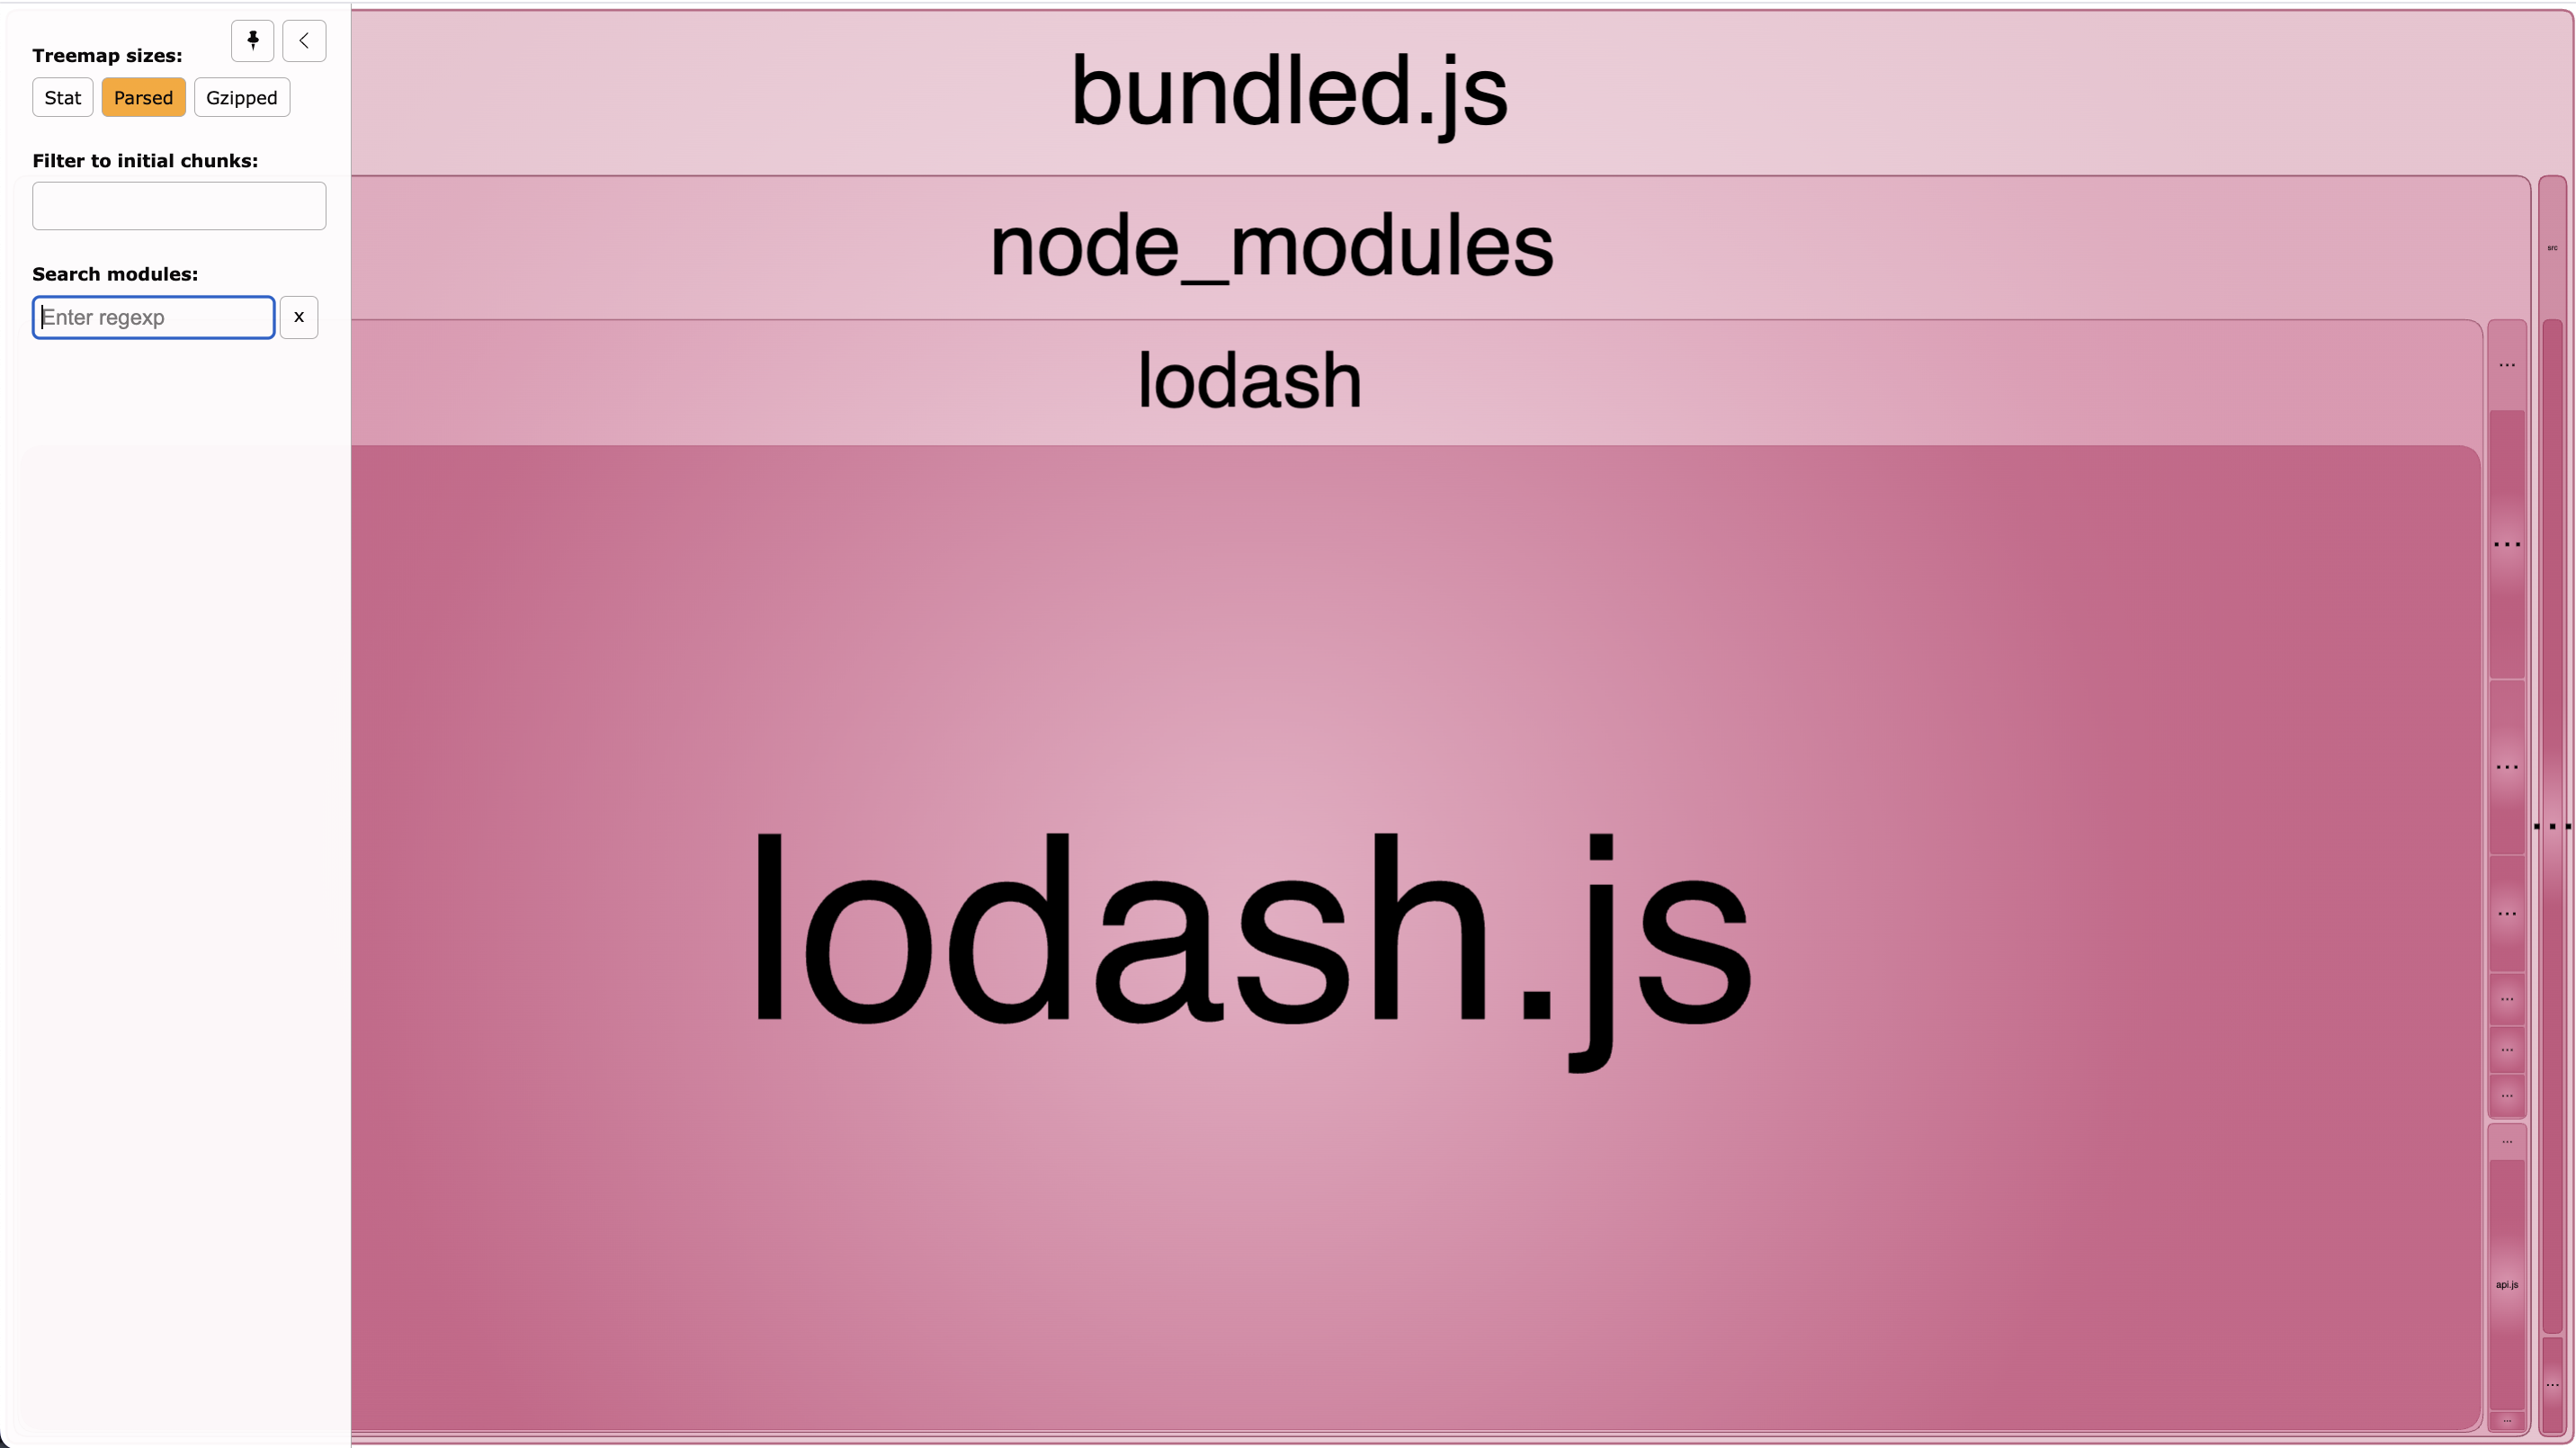 Treemap sizes:
Stat Parsed Gzipped
Filter to initial chunks:
Search modules:
Enter regexp x
bundled.js
node_modules
src
lodash
...
lodash.js
...
...
...
...
...
...
...
...
api.js
...
...